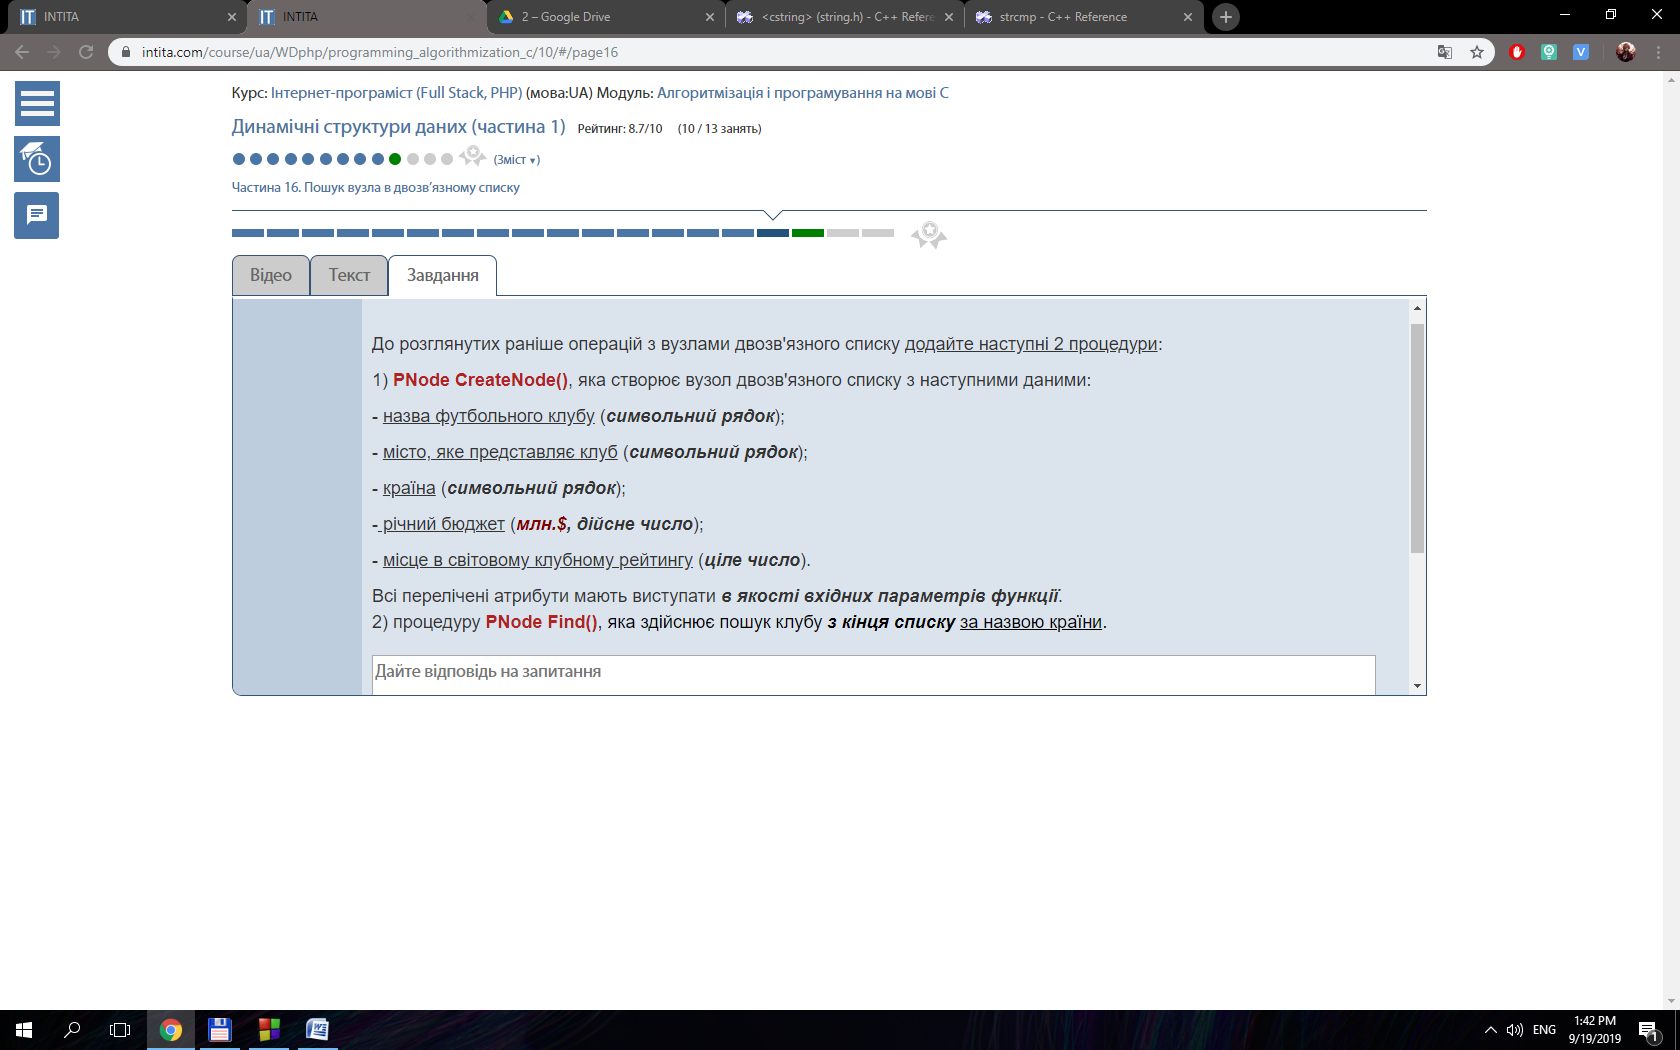 INTITA
INTITA
2 – Google Drive
<cstring> (string.h) - C++ Refere
strcmp - C++ Reference
intita.com/course/ua/WDphp/programming_algorithmization_c/10/#/page16
Курс: Інтернет-програміст (Full Stack, PHP) (мова:UA) Модуль: Алгоритмізація і програмування на мові C
Динамічні структури даних (частина 1) Рейтинг: 8.7/10 (10 / 13 занять)
(Зміст ▾)
Частина 16. Пошук вузла в двозв'язному списку
Відео
Текст
Завдання
До розглянутих раніше операцій з вузлами двозв'язного списку додайте наступні 2 процедури:
1) PNode CreateNode(), яка створює вузол двозв'язного списку з наступними даними:
- назва футбольного клубу (символьний рядок);
- місто, яке представляє клуб (символьний рядок);
- країна (символьний рядок);
- річний бюджет (млн.$, дійсне число);
- місце в світовому клубному рейтингу (ціле число).
Всі перелічені атрибути мають виступати в якості вхідних параметрів функції.
2) процедуру PNode Find(), яка здійснює пошук клубу з кінця списку за назвою країни.
Дайте відповідь на запитання
ENG
1:42 PM
9/19/2019
1